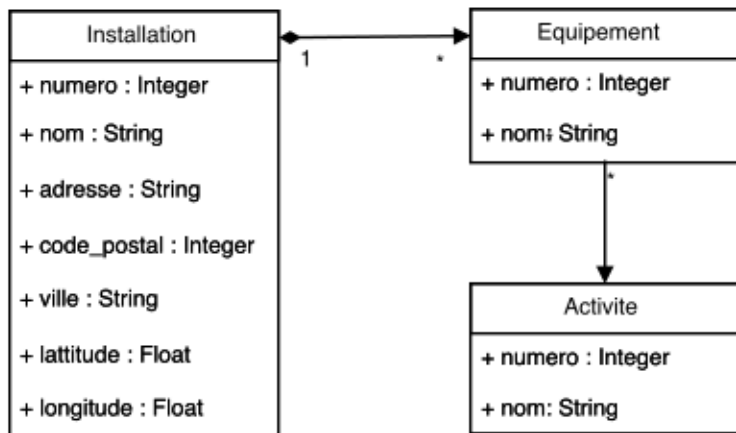 Installation
+ numero : Integer
+ nom : String
+ adresse : String
+ code_postal : Integer
+ ville : String
+ lattitude : Float
+ longitude : Float
1
*
Equipement
+ numero : Integer
+ nom: String
*
Activite
+ numero : Integer
+ nom: String